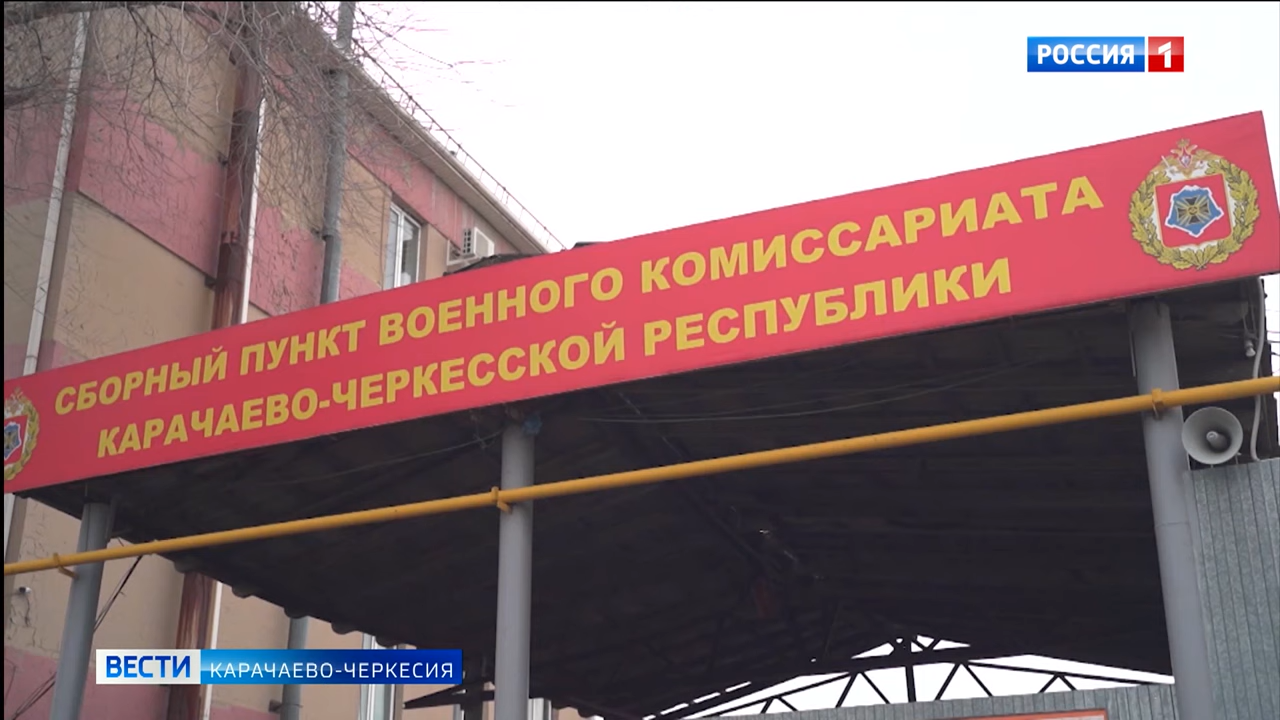 РОССИЯ 1
СБОРНЫЙ ПУНКТ ВОЕННОГО КОМИССАРИАТА
КАРАЧАЕВО-ЧЕРКЕССКОЙ РЕСПУБЛИКИ
ВЕСТИ КАРАЧАЕВО-ЧЕРКЕСИЯ